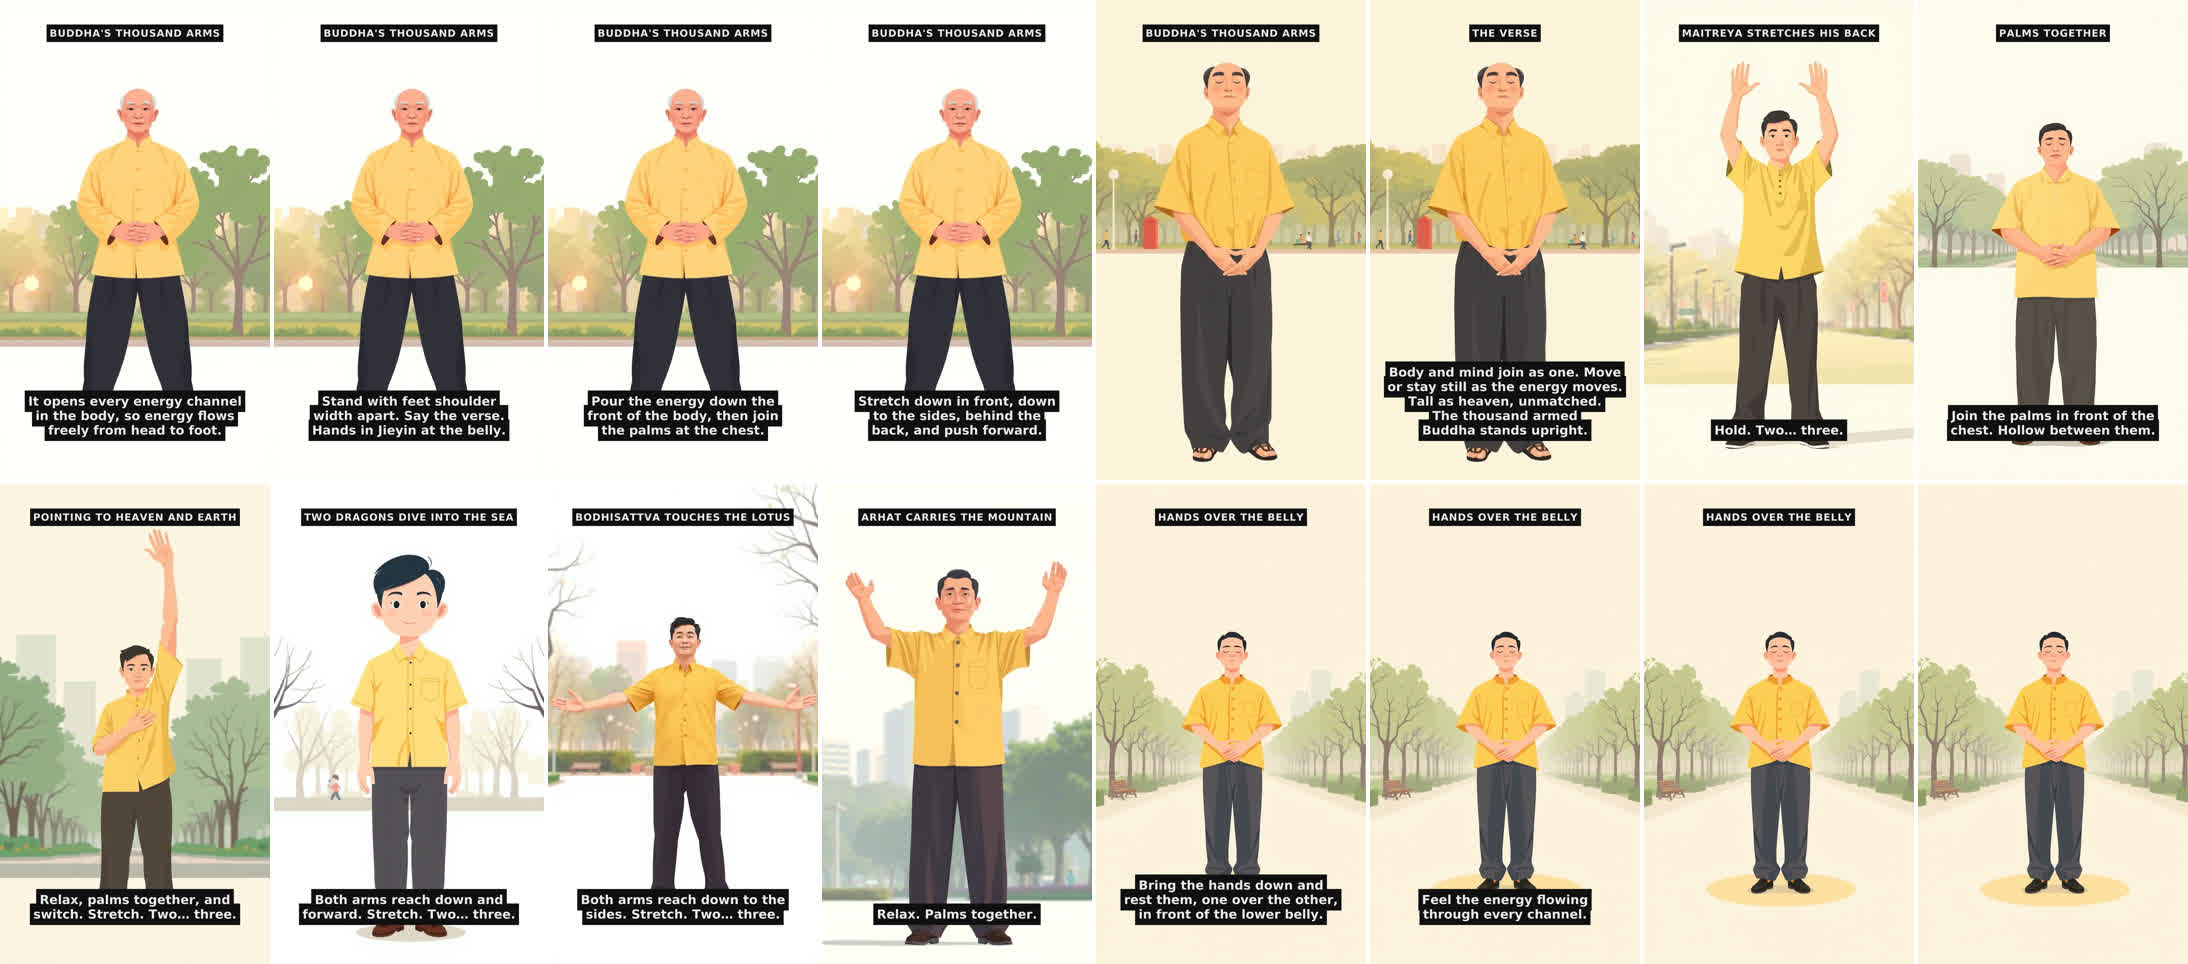 BUDDHA'S THOUSAND ARMS
It opens every energy channel
in the body, so energy flows
freely from head to foot.
BUDDHA'S THOUSAND ARMS
Stand with feet shoulder
width apart. Say the verse.
Hands in Jieyin at the belly.
BUDDHA'S THOUSAND ARMS
Pour the energy down the
front of the body, then join
the palms at the chest.
BUDDHA'S THOUSAND ARMS
Stretch down in front, down
to the sides, behind the
back, and push forward.
BUDDHA'S THOUSAND ARMS
THE VERSE
Body and mind join as one. Move
or stay still as the energy moves.
Tall as heaven, unmatched.
The thousand armed
Buddha stands upright.
MAITREYA STRETCHES HIS BACK
Hold. Two... three.
PALMS TOGETHER
Join the palms in front of the
chest. Hollow between them.
POINTING TO HEAVEN AND EARTH
Relax, palms together, and
switch. Stretch. Two... three.
TWO DRAGONS DIVE INTO THE SEA
Both arms reach down and
forward. Stretch. Two... three.
BODHISATTVA TOUCHES THE LOTUS
Both arms reach down to the
sides. Stretch. Two... three.
ARHAT CARRIES THE MOUNTAIN
Relax. Palms together.
HANDS OVER THE BELLY
Bring the hands down and
rest them, one over the other,
in front of the lower belly.
HANDS OVER THE BELLY
Feel the energy flowing
through every channel.
HANDS OVER THE BELLY